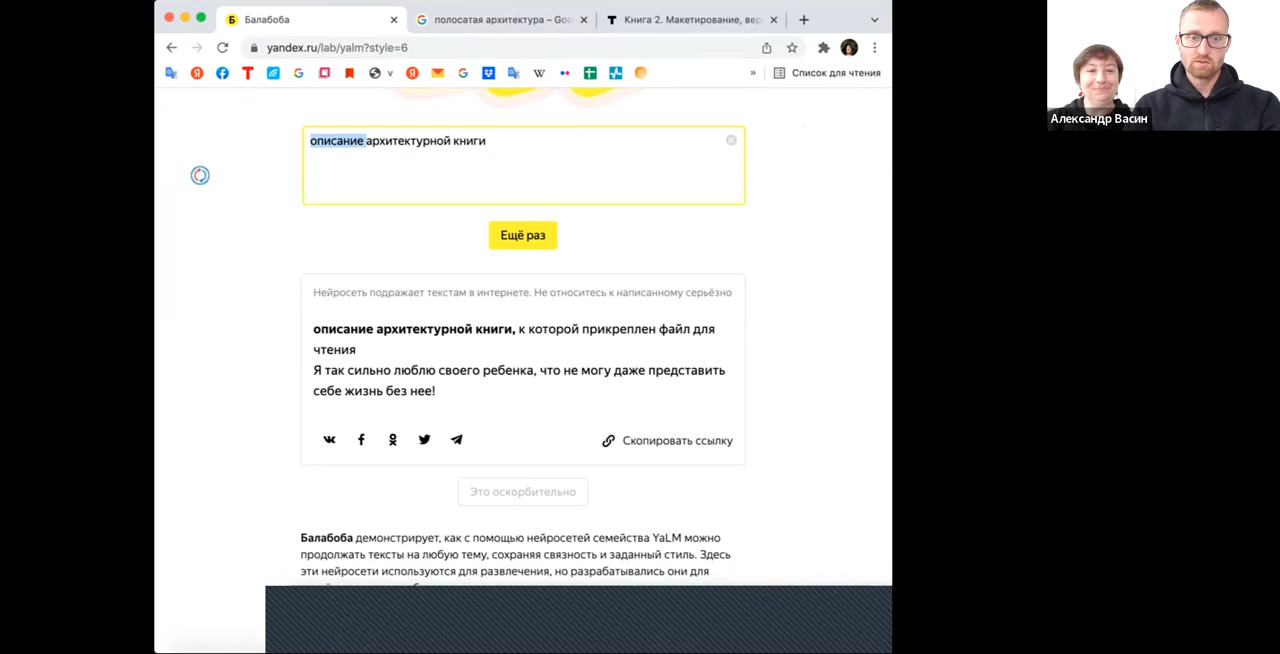 Балабоба
полосатая архитектура – Goo
Книга 2. Макетирование, вер
yandex.ru/lab/yalm?style=6
Список для чтения
описание архитектурной книги
Ещё раз
Нейросеть подражает текстам в интернете. Не относитесь к написанному серьёзно
описание архитектурной книги, к которой прикреплен файл для
чтения
Я так сильно люблю своего ребенка, что не могу даже представить
себе жизнь без нее!
Скопировать ссылку
Это оскорбительно
Балабоба демонстрирует, как с помощью нейросетей семейства YaLM можно
продолжать тексты на любую тему, сохраняя связность и заданный стиль. Здесь
эти нейросети используются для развлечения, но разрабатывались они для
Александр Васин